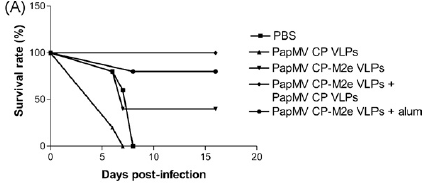 (A)
150
100
50
0
0
5
10
15
20
Survival rate (%)
Days post-infection
PBS
PapMV CP VLPs
PapMV CP-M2e VLPs
PapMV CP-M2e VLPs +
PapMV CP VLPs
PapMV CP-M2e VLPs + alum